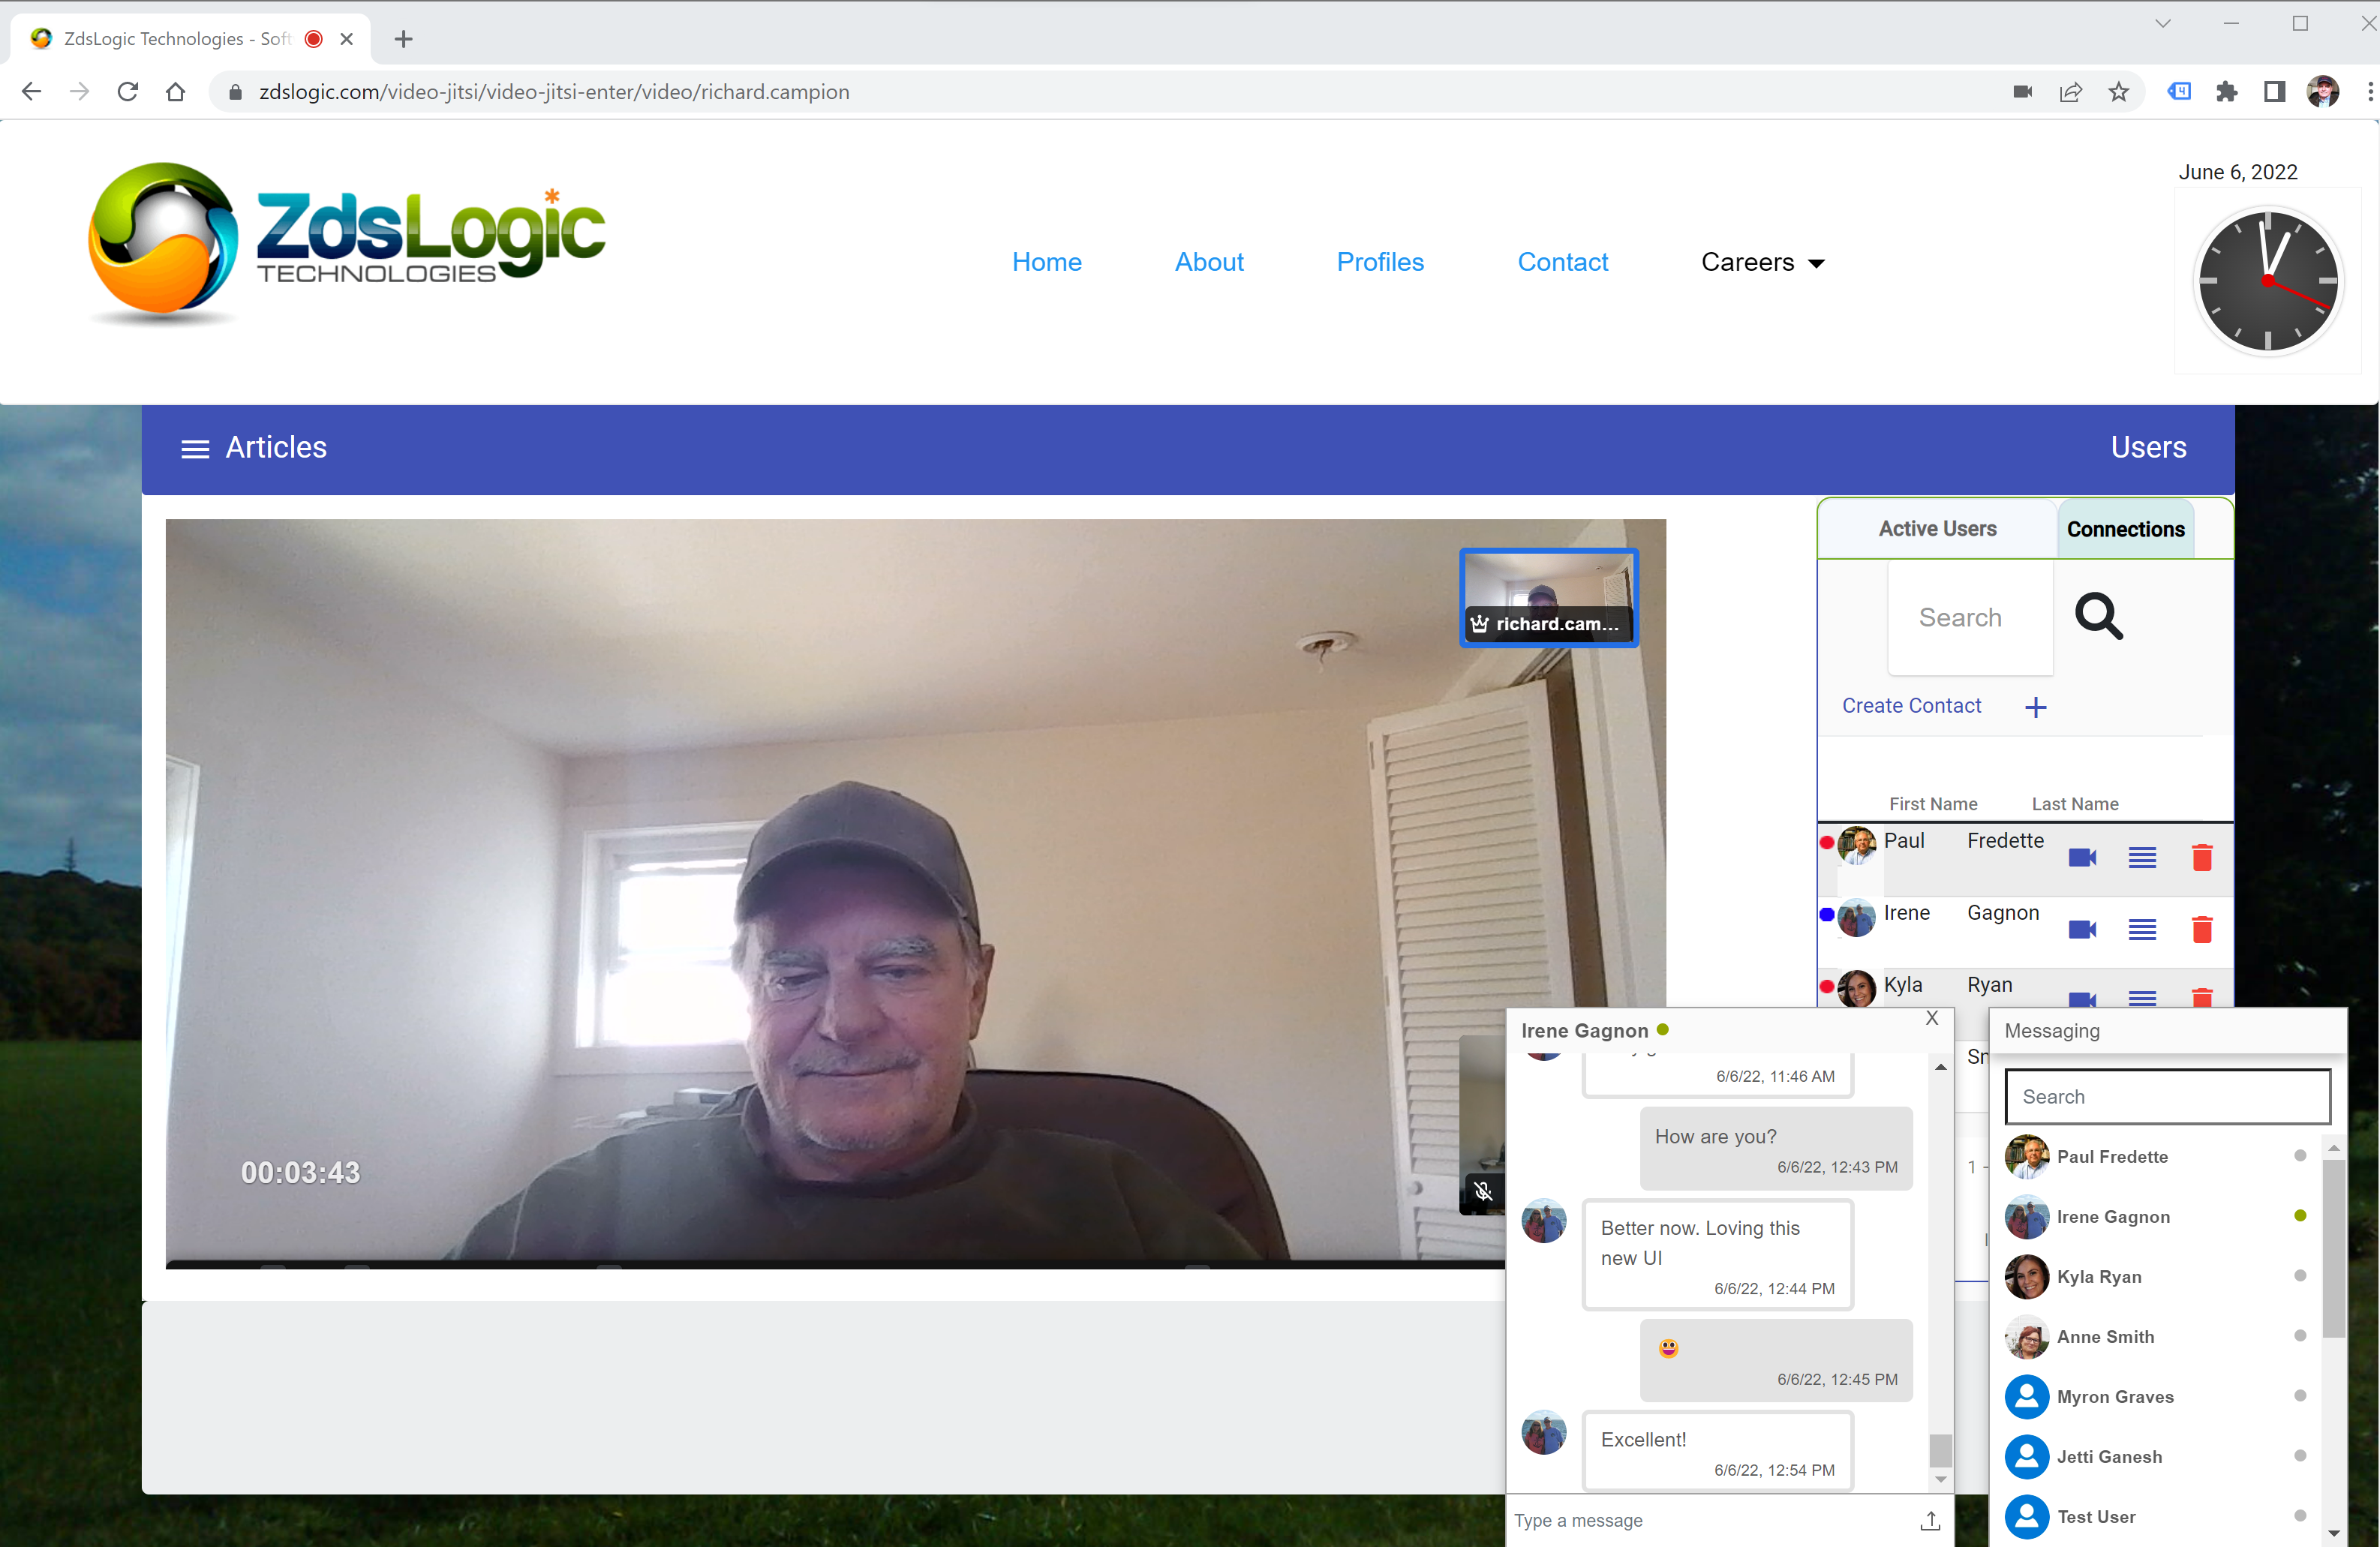 ZdsLogic Technologies - Soft
zdslogic.com/video-jitsi/video-jitsi-enter/video/richard.campion
4
ZdsLogic
TECHNOLOGIES
Home
About
Profiles
Contact
Careers
June 6, 2022
Articles
Users
Active Users
Connections
Search
Create Contact +
First Name Last Name
Paul Fredette
Irene Gagnon
Kyla Ryan
richard.cam...
00:03:43
Irene Gagnon
X
6/6/22, 11:46 AM
How are you?
6/6/22, 12:43 PM
Better now. Loving this
new UI
6/6/22, 12:44 PM
6/6/22, 12:45 PM
Excellent!
6/6/22, 12:54 PM
Type a message
Messaging
Search
Paul Fredette
Irene Gagnon
Kyla Ryan
Anne Smith
Myron Graves
Jetti Ganesh
Test User